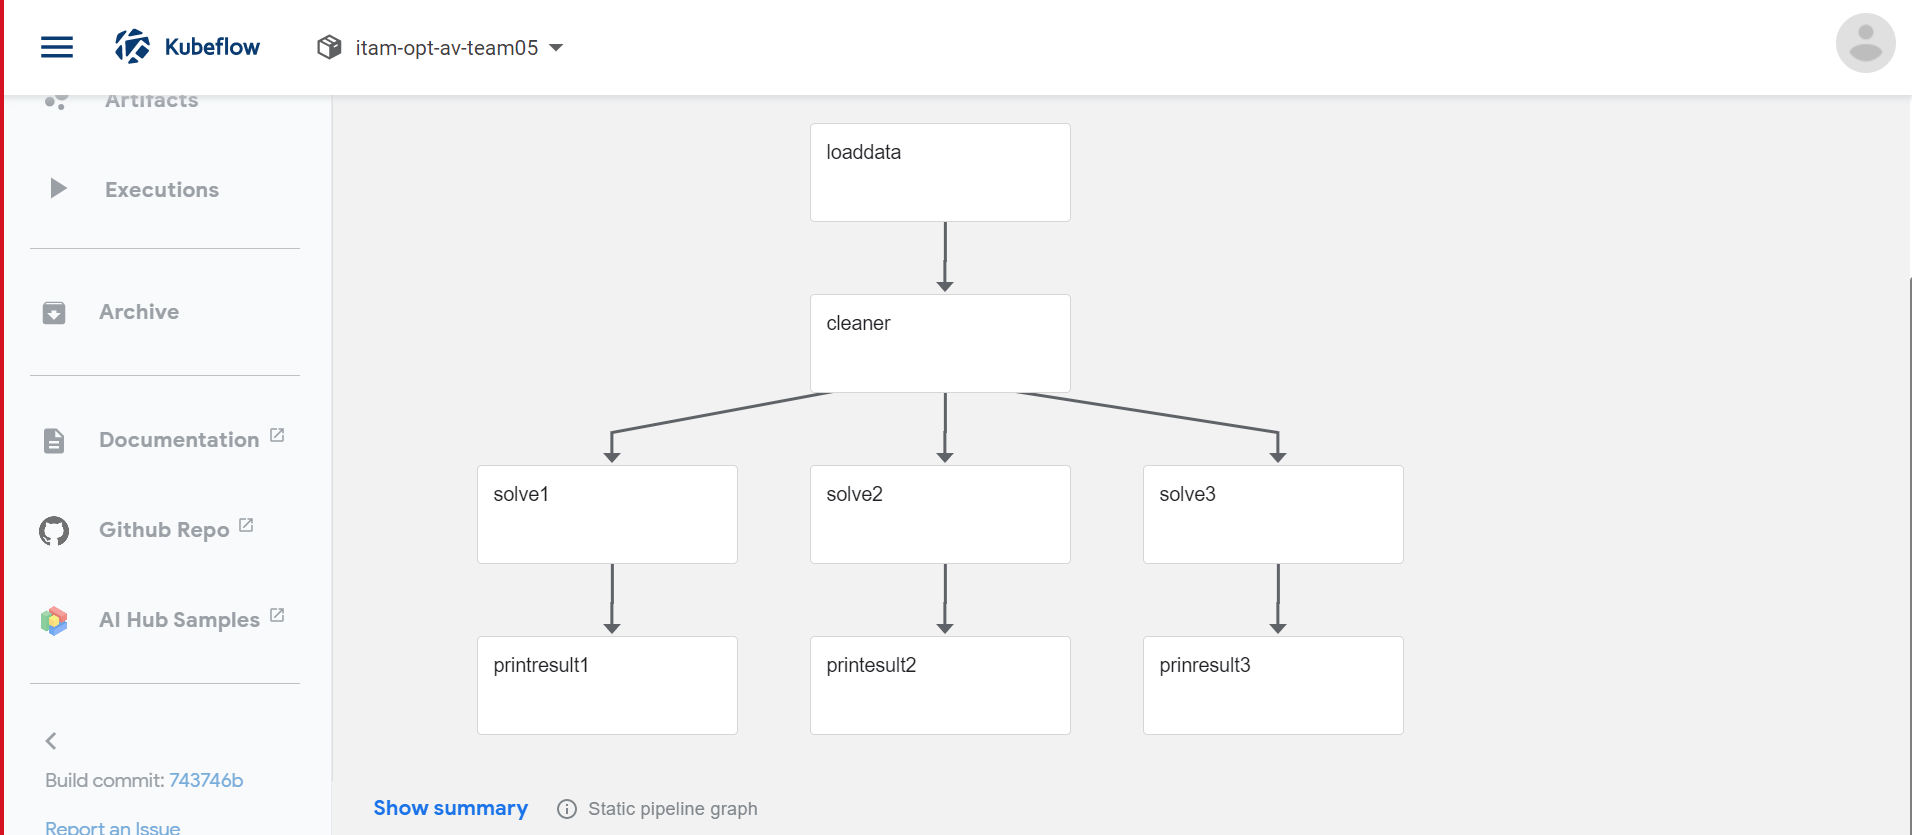 Kubeflow
itam-opt-av-team05
Artifacts
Executions
Archive
Documentation
Github Repo
AI Hub Samples
Build commit: 743746b
Report an Issue
loaddata
cleaner
solve1
solve2
solve3
printresult1
printesult2
prinresult3
Show summary
Static pipeline graph